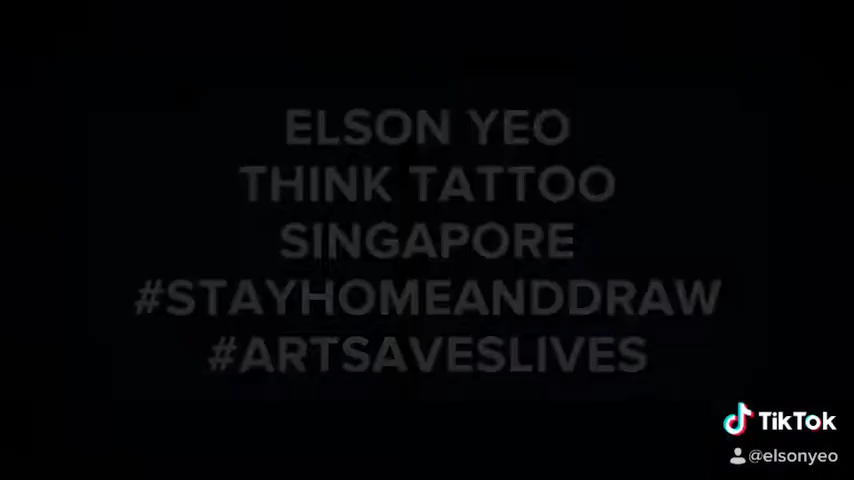 ELSON YEO
THINK TATTOO
SINGAPORE
#STAYHOMEANDDRAW
#ARTSAVESLIVES
TikTok
@elsonyeo